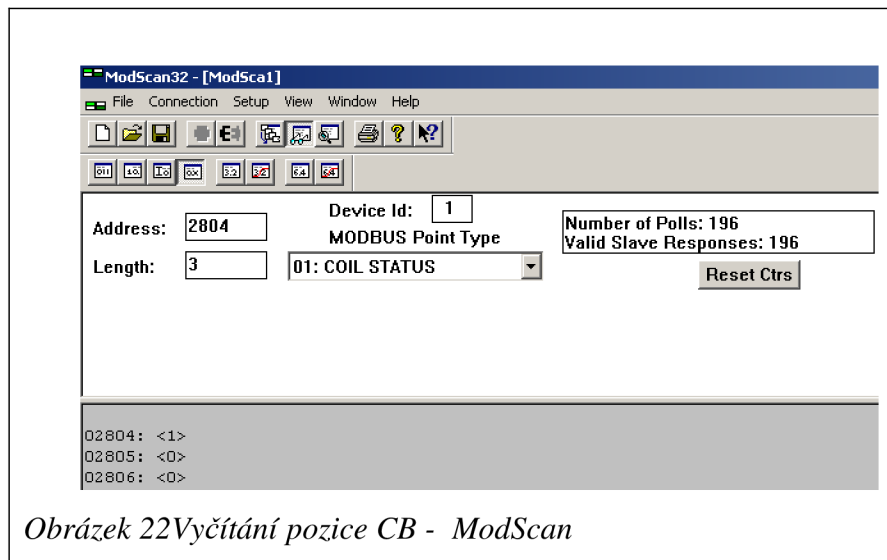 ModScan32 - [ModSca1]
File Connection Setup View Window Help
Address: 2804
Device Id: 1
MODBUS Point Type
Number of Polls: 196
Valid Slave Responses: 196
Length: 3
01: COIL STATUS
Reset Ctrs
02804: <1>
02805: <0>
02806: <0>
Obrázek 22Vyčítání pozice CB - ModScan